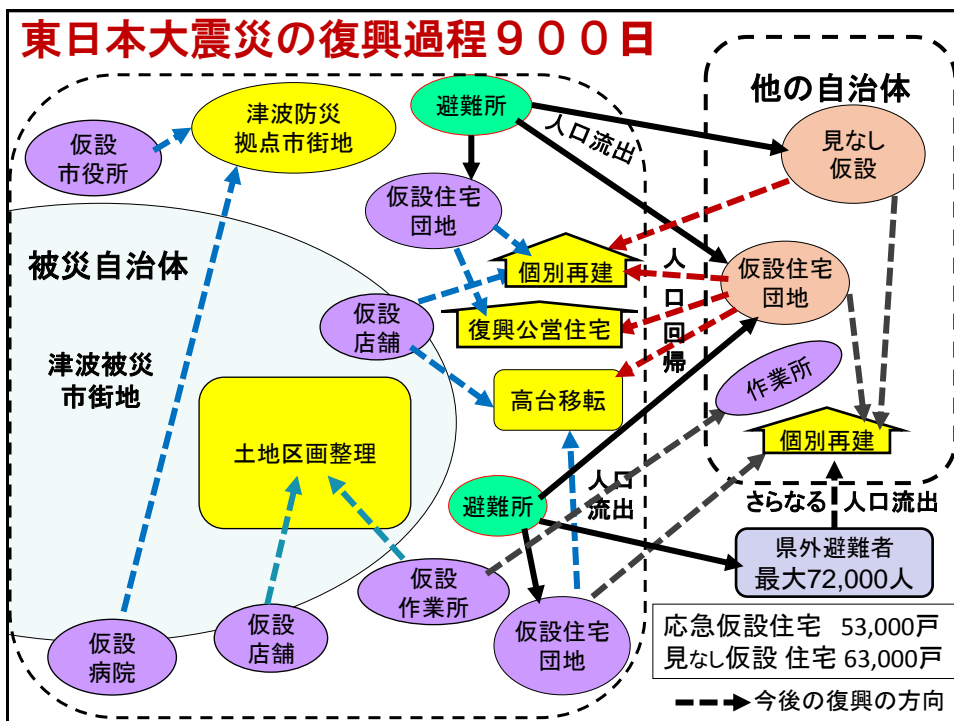 東日本大震災の復興過程９００日
他の自治体
避難所
人口流出
津波防災
拠点市街地
仮設
市役所
見なし
仮設
仮設住宅
団地
被災自治体
個別再建
人口回帰
仮設住宅
団地
仮設
店舗
復興公営住宅
津波被災
市街地
高台移転
作業所
土地区画整理
個別再建
避難所
人口
流出
さらなる 人口流出
県外避難者
最大72,000人
仮設
作業所
仮設
病院
仮設
店舗
仮設住宅
団地
応急仮設住宅 53,000戸
見なし仮設 住宅 63,000戸
今後の復興の方向